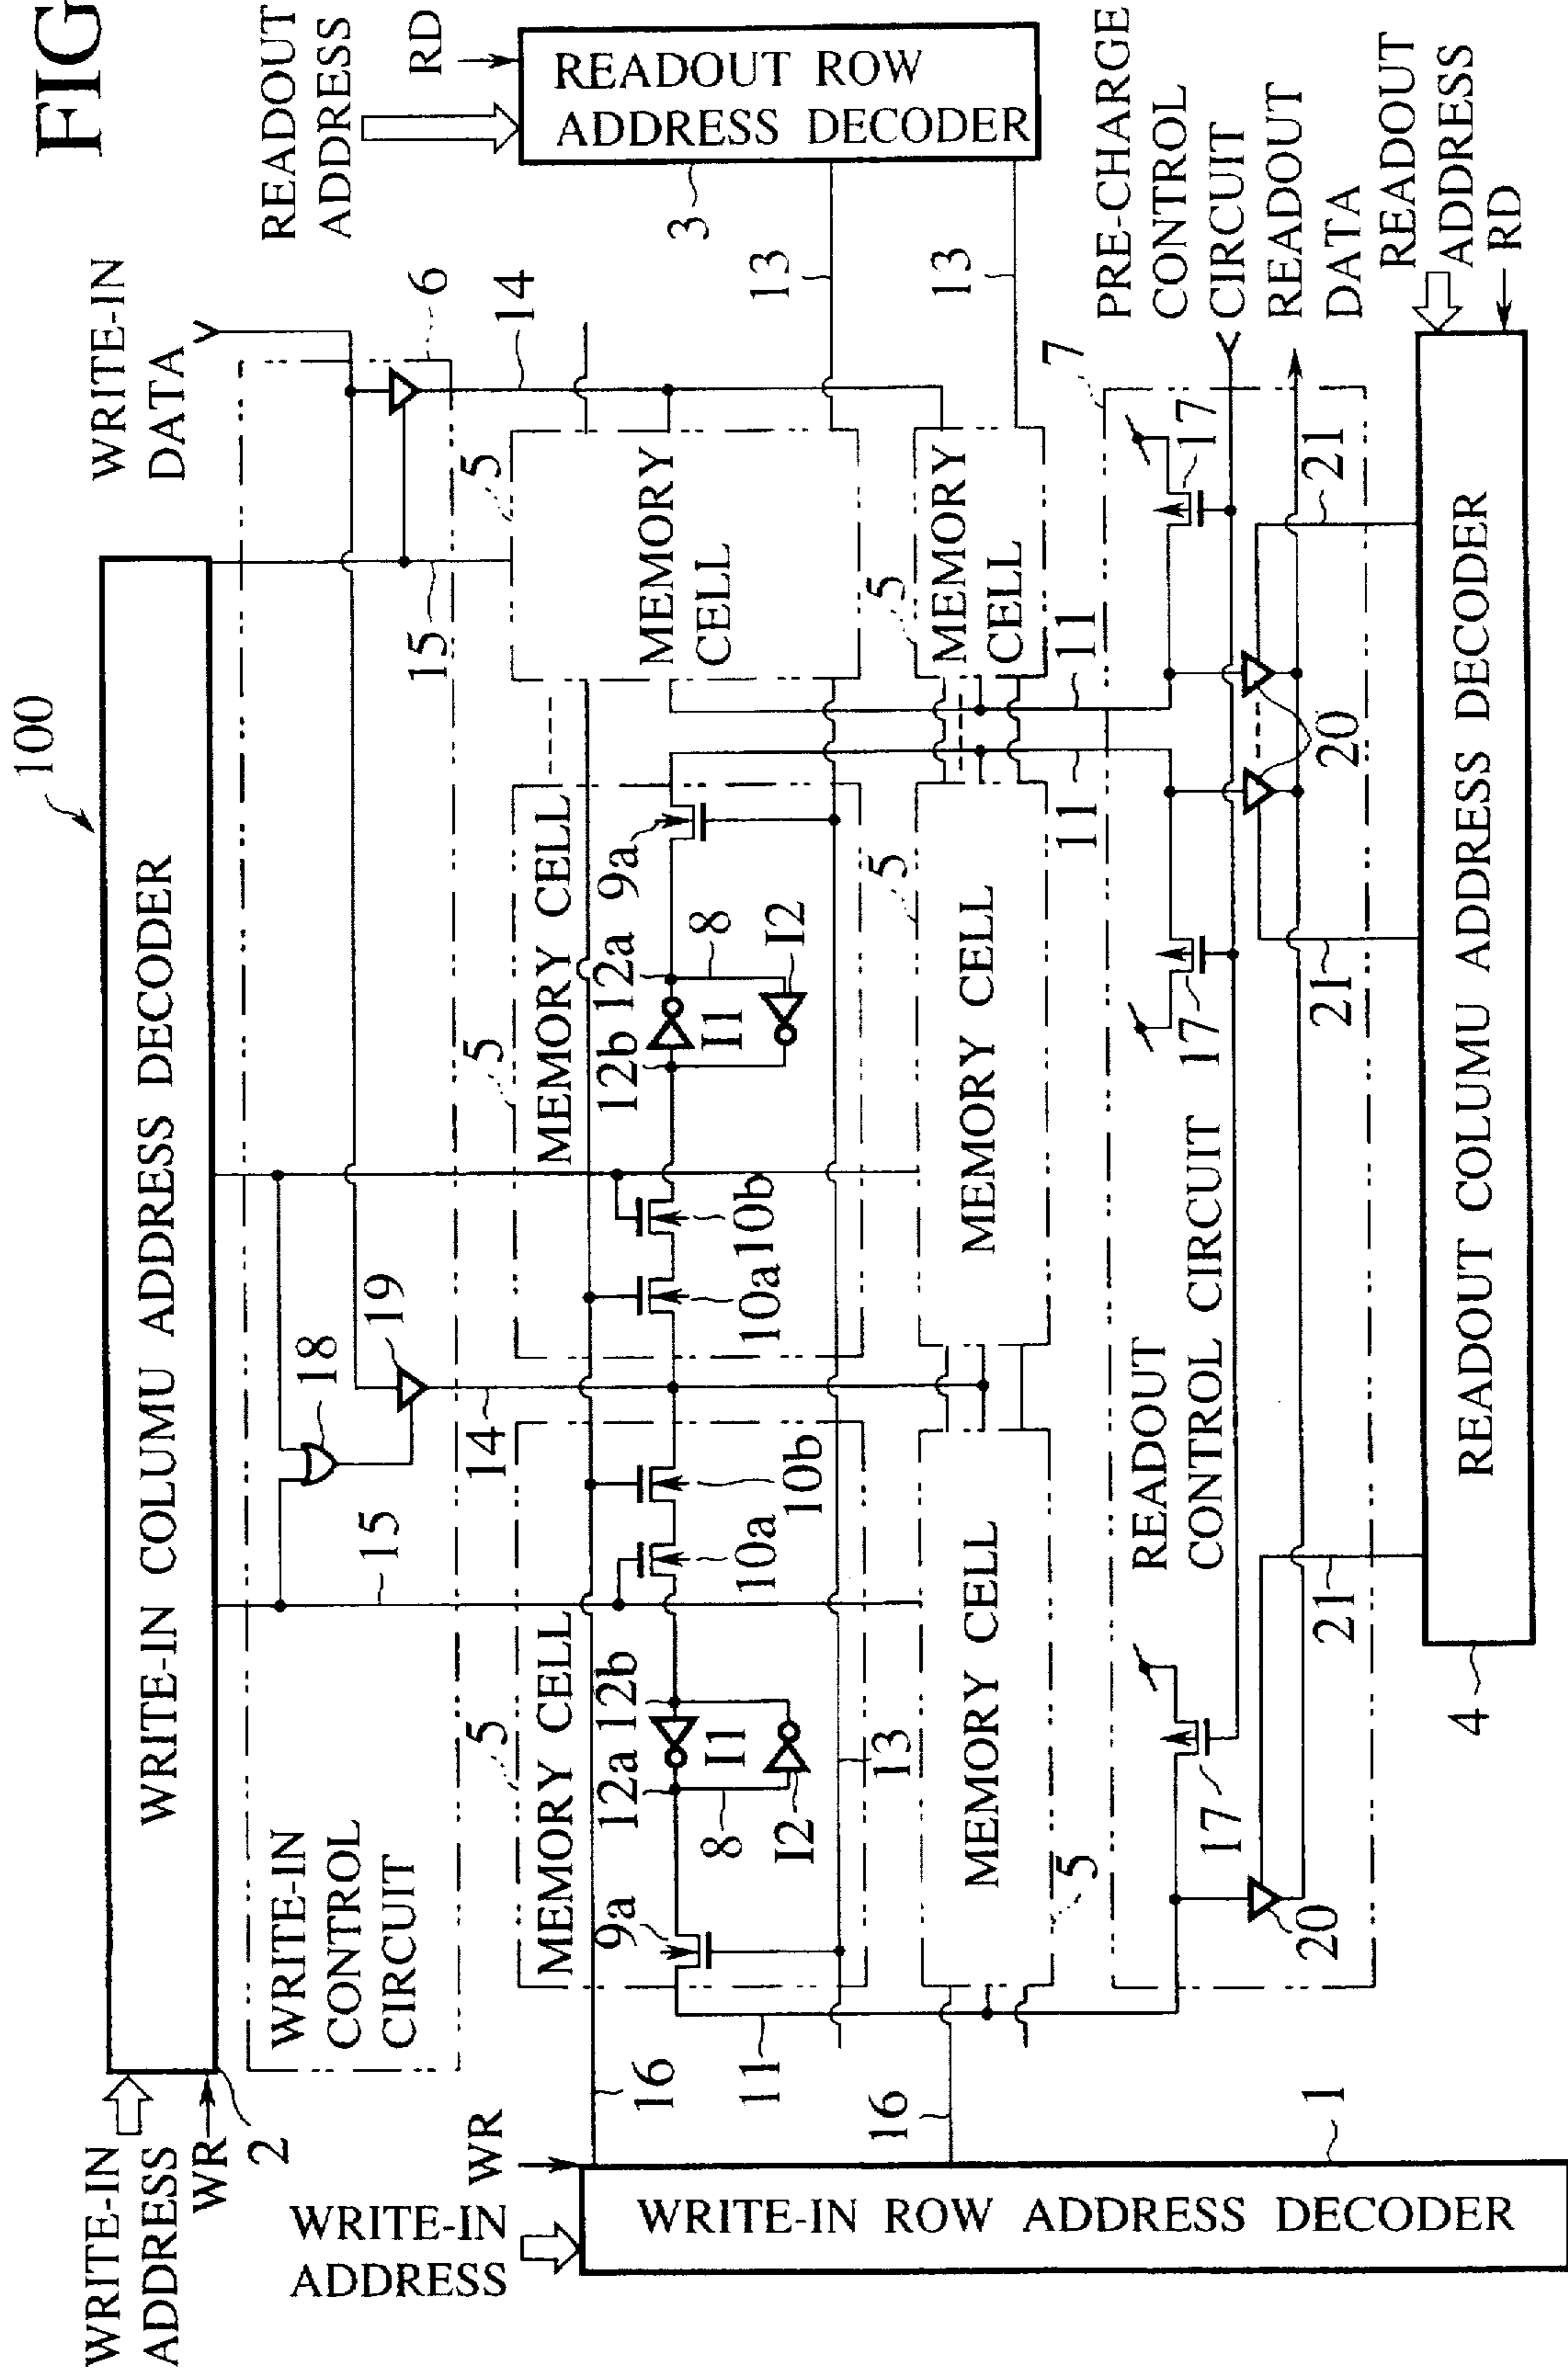 FIG
100
WRITE-IN
ADDRESS
WR
2
WRITE-IN COLUMU ADDRESS DECODER
WRITE-IN
CONTROL
CIRCUIT
18
19
15
14
15
6
14
WRITE-IN
DATA
READOUT
ADDRESS
RD
READOUT ROW
ADDRESS DECODER
3
13
13
WRITE-IN
ADDRESS
WR
WRITE-IN ROW ADDRESS DECODER
1
16
16
11
5
MEMORY CELL
9a
12a
12b
I1
8
I2
10a
10b
13
5
MEMORY CELL
10a
10b
12b
12a
I1
8
I2
9a
5
MEMORY
CELL
MEMORY CELL
5
MEMORY CELL
5
MEMORY
CELL
5
11
11
7
READOUT
CONTROL CIRCUIT
17
17
17
20
20
21
21
21
PRE-CHARGE
CONTROL
CIRCUIT
READOUT
DATA
READOUT
ADDRESS
RD
READOUT COLUMU ADDRESS DECODER
4